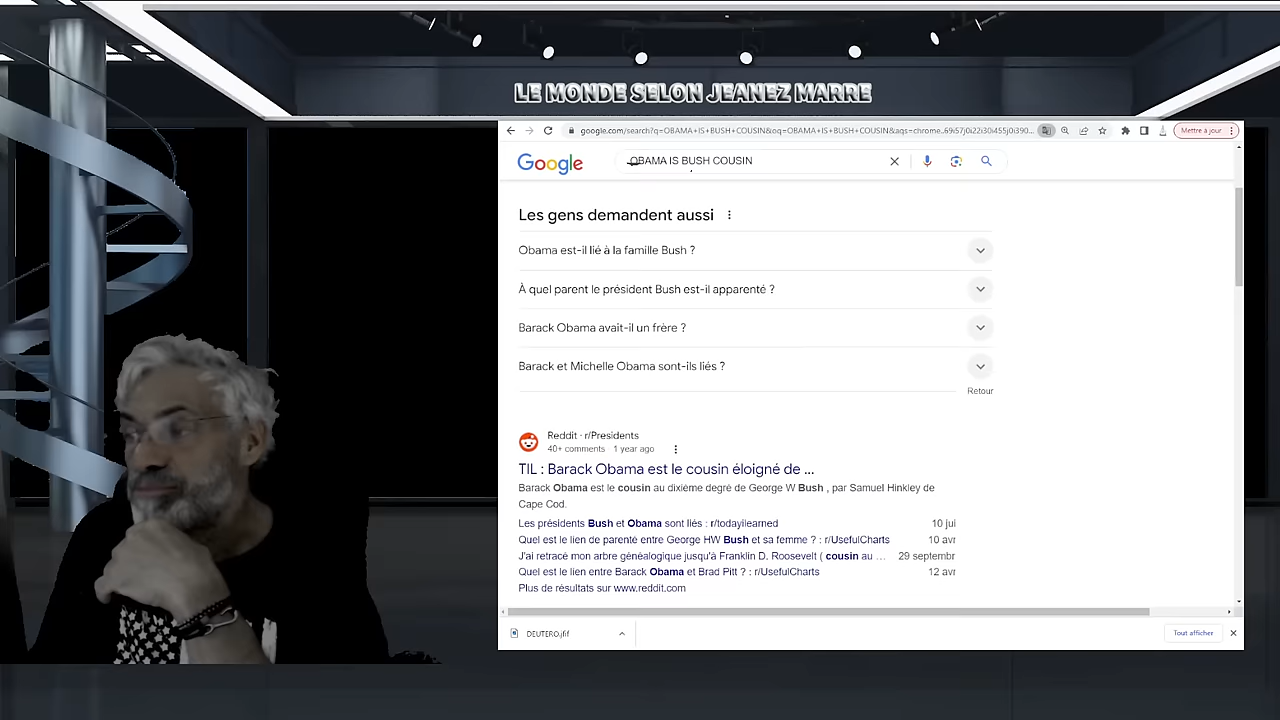 LE MONDE SELON JEANEZ MARRE
google.com/search?q=OBAMA+IS+BUSH+COUSIN&oq=OBAMA+IS+BUSH+COUSIN&aqs=chrome..69i57j0i22i30l455j0i390...
Mettre à jour
Google
OBAMA IS BUSH COUSIN
Les gens demandent aussi
Obama est-il lié à la famille Bush ?
À quel parent le président Bush est-il apparenté ?
Barack Obama avait-il un frère ?
Barack et Michelle Obama sont-ils liés ?
Retour
Reddit · r/Presidents
40+ comments 1 year ago
TIL : Barack Obama est le cousin éloigné de ...
Barack Obama est le cousin au dixième degré de George W Bush , par Samuel Hinkley de
Cape Cod.
Les présidents Bush et Obama sont liés : r/todayilearned 10 jui
Quel est le lien de parenté entre George HW Bush et sa femme ? : r/UsefulCharts 10 avr
J'ai retracé mon arbre généalogique jusqu'à Franklin D. Roosevelt ( cousin au ... 29 septembr
Quel est le lien entre Barack Obama et Brad Pitt ? : r/UsefulCharts 12 avr
Plus de résultats sur www.reddit.com
DEUTERO.jfif
Tout afficher